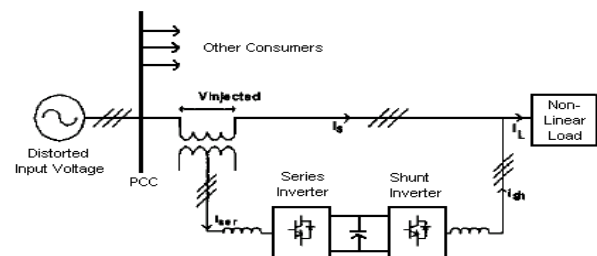 Other Consumers
Vinjected
Is
IL
Non-
Linear
Load
Distorted
Input Voltage
PCC
Series
Inverter
Shunt
Inverter
Iser
ish